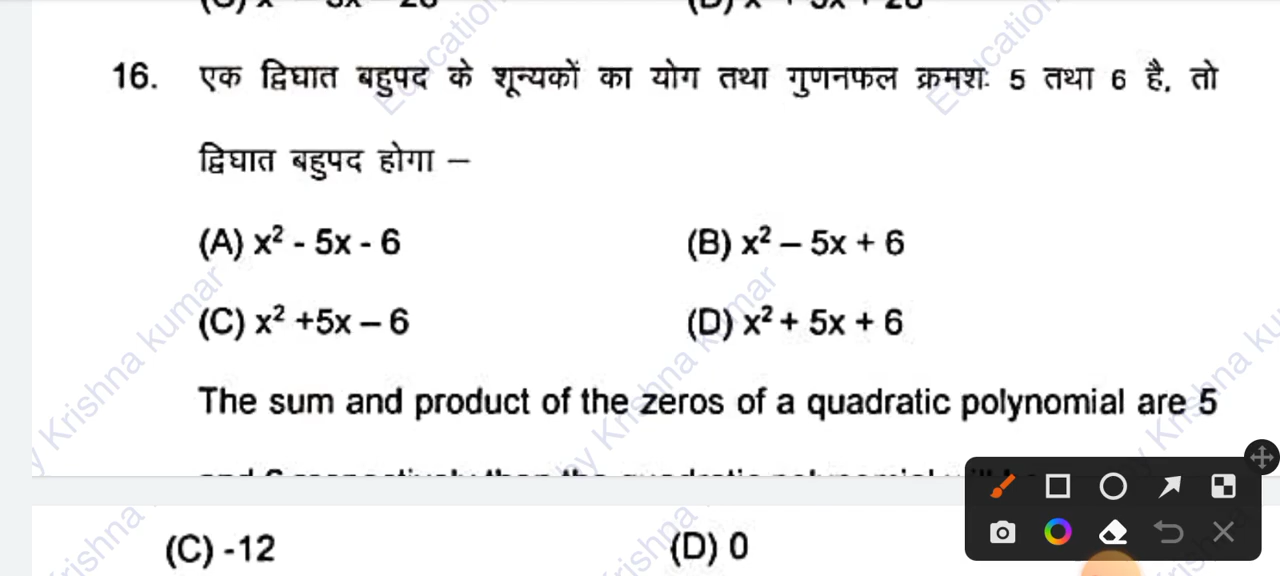 16. एक द्विघात बहुपद के शून्यकों का योग तथा गुणनफल क्रमशः 5 तथा 6 है, तो
द्विघात बहुपद होगा –
(A) x² - 5x - 6 (B) x² – 5x + 6
(C) x² +5x – 6 (D) x² + 5x + 6
The sum and product of the zeros of a quadratic polynomial are 5
(C) -12 (D) 0